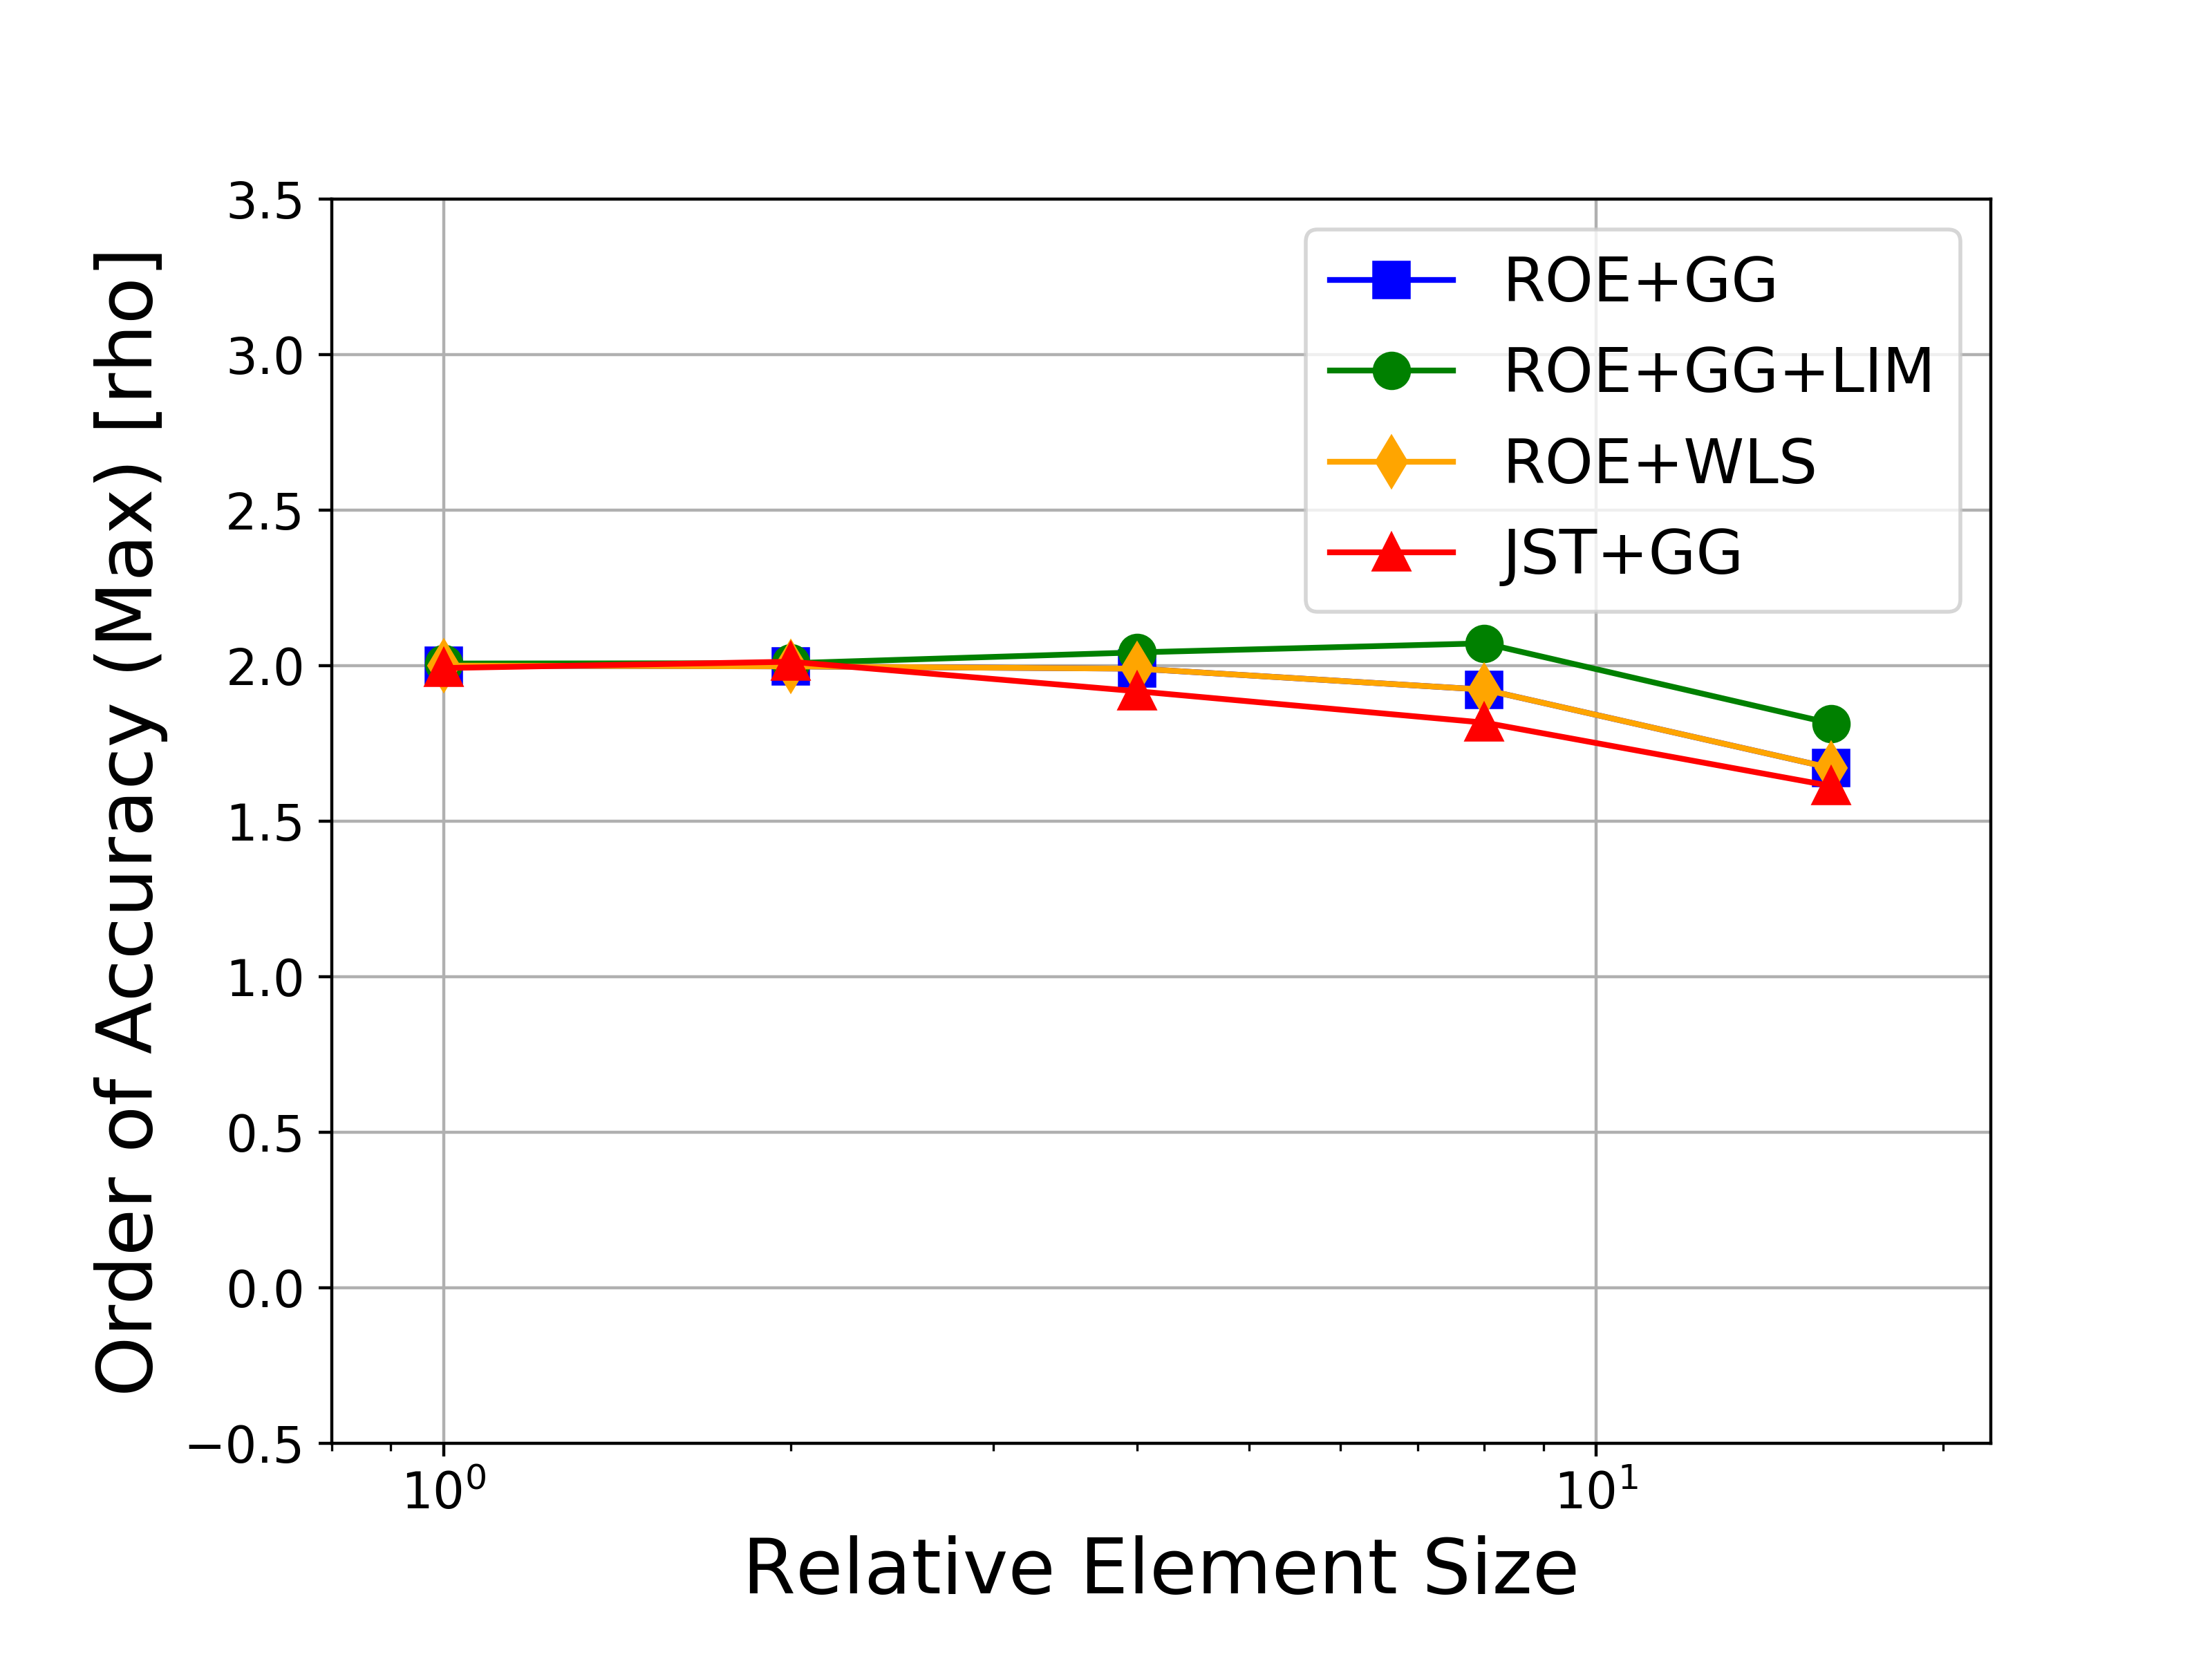 Order of Accuracy (Max) [rho]
3.5
3.0
2.5
2.0
1.5
1.0
0.5
0.0
−0.5
ROE+GG
ROE+GG+LIM
ROE+WLS
JST+GG
10⁰
10¹
Relative Element Size